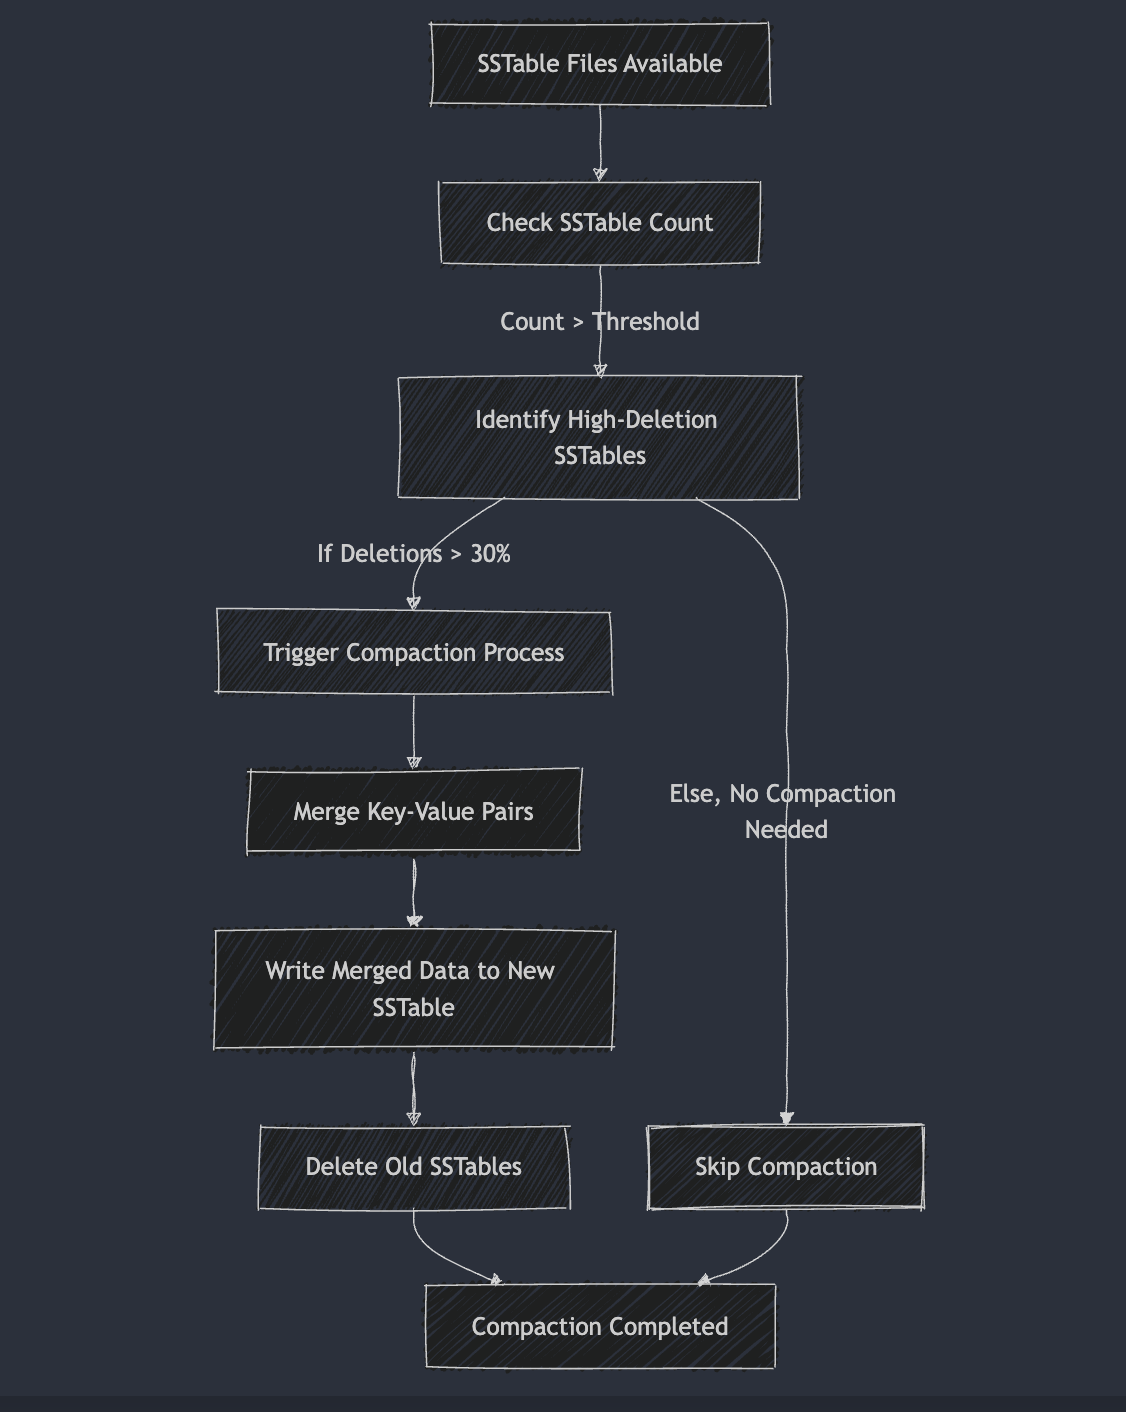 SSTable Files Available
Check SSTable Count
Count > Threshold
Identify High-Deletion
SSTables
If Deletions > 30%
Trigger Compaction Process
Merge Key-Value Pairs
Else, No Compaction
Needed
Write Merged Data to New
SSTable
Delete Old SSTables
Skip Compaction
Compaction Completed